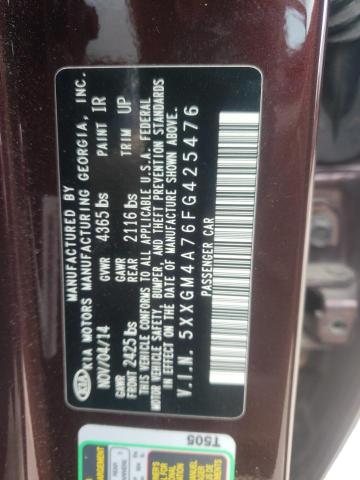 MANUFACTURED BY
KIA MOTORS MANUFACTURING GEORGIA, INC.
NOV/04/14 GVWR 4365 lbs PAINT IR
GAWR FRONT 2425 lbs GAWR REAR 2116 lbs TRIM UP
THIS VEHICLE CONFORMS TO ALL APPLICABLE U.S.A. FEDERAL
MOTOR VEHICLE SAFETY, BUMPER, AND THEFT PREVENTION STANDARDS
IN EFFECT ON THE DATE OF MANUFACTURE SHOWN ABOVE.
V.I.N. 5XXGM4A76FG425476
PASSENGER CAR
T505